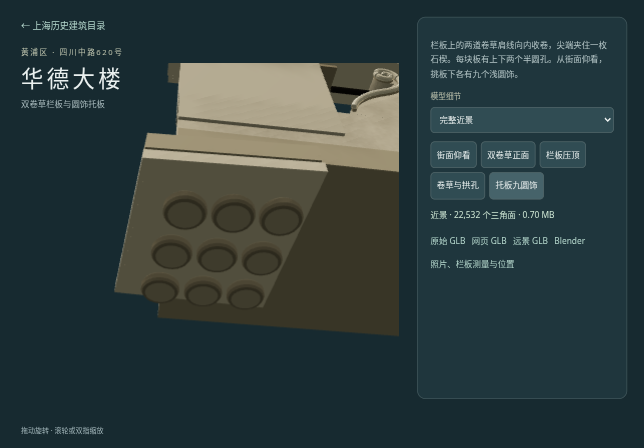 ← 上海历史建筑目录
黄浦区 · 四川中路620号
华德大楼
双卷草栏板与圆饰托板
栏板上的两道卷草肩线向内收卷，尖端夹住一枚
石楔。每块板有上下两个半圆孔。从街面仰看，
挑板下各有九个浅圆饰。
模型细节
完整近景
街面仰看
双卷草正面
栏板压顶
卷草与拱孔
托板九圆饰
近景 · 22,532 个三角面 · 0.70 MB
原始 GLB 网页 GLB 远景 GLB Blender
照片、栏板测量与位置
拖动旋转 · 滚轮或双指缩放